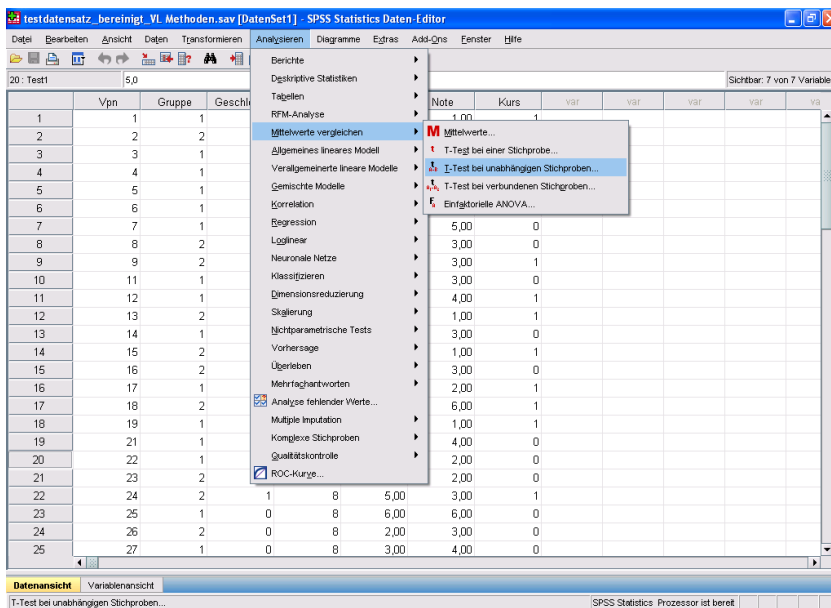 testdatensatz_bereinigt_VL Methoden.sav [DatenSet1] - SPSS Statistics Daten-Editor
Datei Bearbeiten Ansicht Daten Transformieren Analysieren Diagramme Extras Add-Ons Fenster Hilfe
20 : Test1 5,0 Sichtbar: 7 von 7 Variable
Vpn Gruppe Geschle Note Kurs var var var va
Berichte
Deskriptive Statistiken
Tabellen
RFM-Analyse
Mittelwerte vergleichen
Allgemeines lineares Modell
Verallgemeinerte lineare Modelle
Gemischte Modelle
Korrelation
Regression
Loglinear
Neuronale Netze
Klassifizieren
Dimensionsreduzierung
Skalierung
Nichtparametrische Tests
Vorhersage
Überleben
Mehrfachantworten
Analyse fehlender Werte...
Multiple Imputation
Komplexe Stichproben
Qualitätskontrolle
ROC-Kurve...
Mittelwerte...
T-Test bei einer Stichprobe...
T-Test bei unabhängigen Stichproben...
T-Test bei verbundenen Stichproben...
Einfaktorielle ANOVA...
1 1 1 1,00 1
2 2 2
3 3 1
4 4 1
5 5 1
6 6 1
7 7 1 5,00 0
8 8 2 3,00 0
9 9 2 3,00 1
10 11 1 3,00 0
11 12 1 4,00 1
12 13 2 1,00 1
13 14 1 3,00 0
14 15 2 1,00 1
15 16 2 3,00 0
16 17 1 2,00 1
17 18 2 6,00 1
18 19 1 1,00 1
19 21 1 4,00 0
20 22 1 2,00 0
21 23 2 2,00 0
22 24 2 1 8 5,00 3,00 1
23 25 1 0 8 6,00 6,00 0
24 26 2 0 8 2,00 3,00 0
25 27 1 0 8 3,00 4,00 0
Datenansicht Variablenansicht
T-Test bei unabhängigen Stichproben... SPSS Statistics Prozessor ist bereit